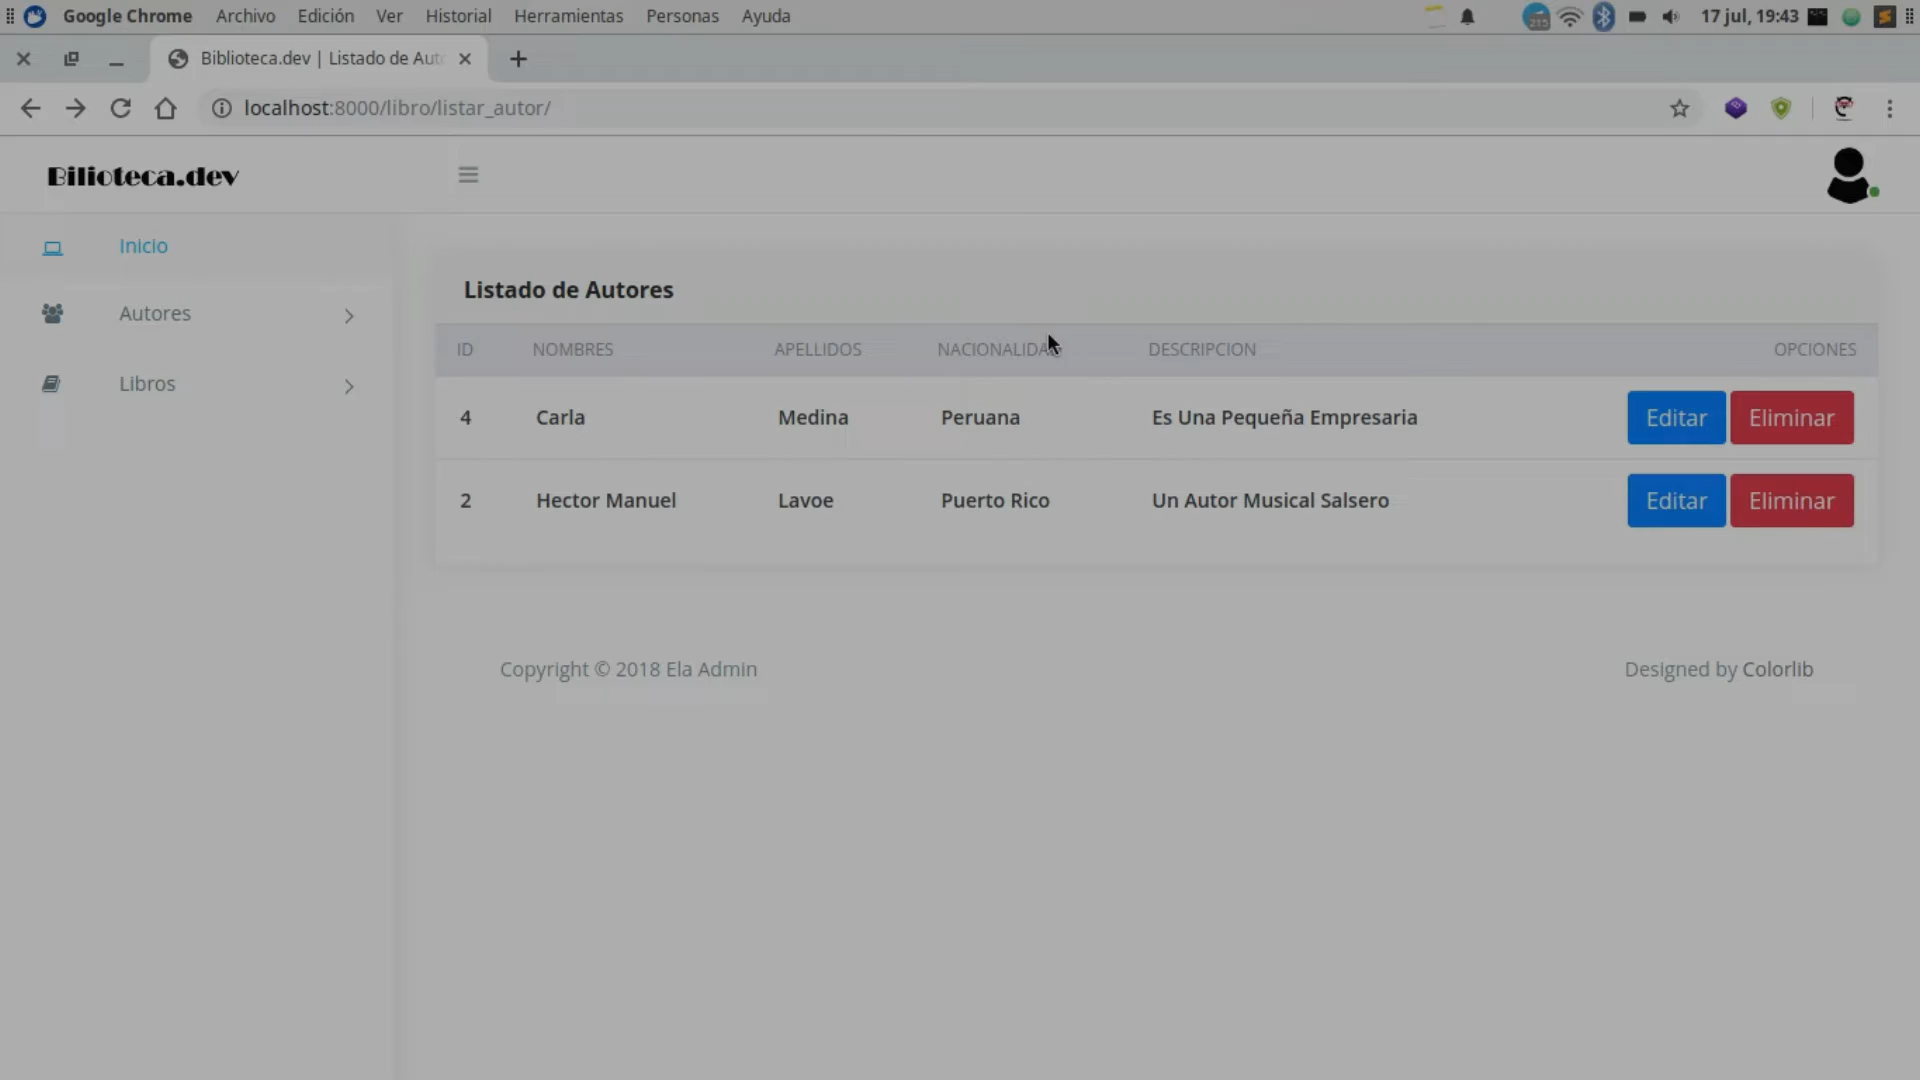 Google Chrome Archivo Edición Ver Historial Herramientas Personas Ayuda 215 17 jul, 19:43
Biblioteca.dev | Listado de Aut
localhost:8000/libro/listar_autor/
Bilioteca.dev
Inicio
Autores
Libros
Listado de Autores
ID NOMBRES APELLIDOS NACIONALIDAD DESCRIPCION OPCIONES
4 Carla Medina Peruana Es Una Pequeña Empresaria Editar Eliminar
2 Hector Manuel Lavoe Puerto Rico Un Autor Musical Salsero Editar Eliminar
Copyright © 2018 Ela Admin Designed by Colorlib